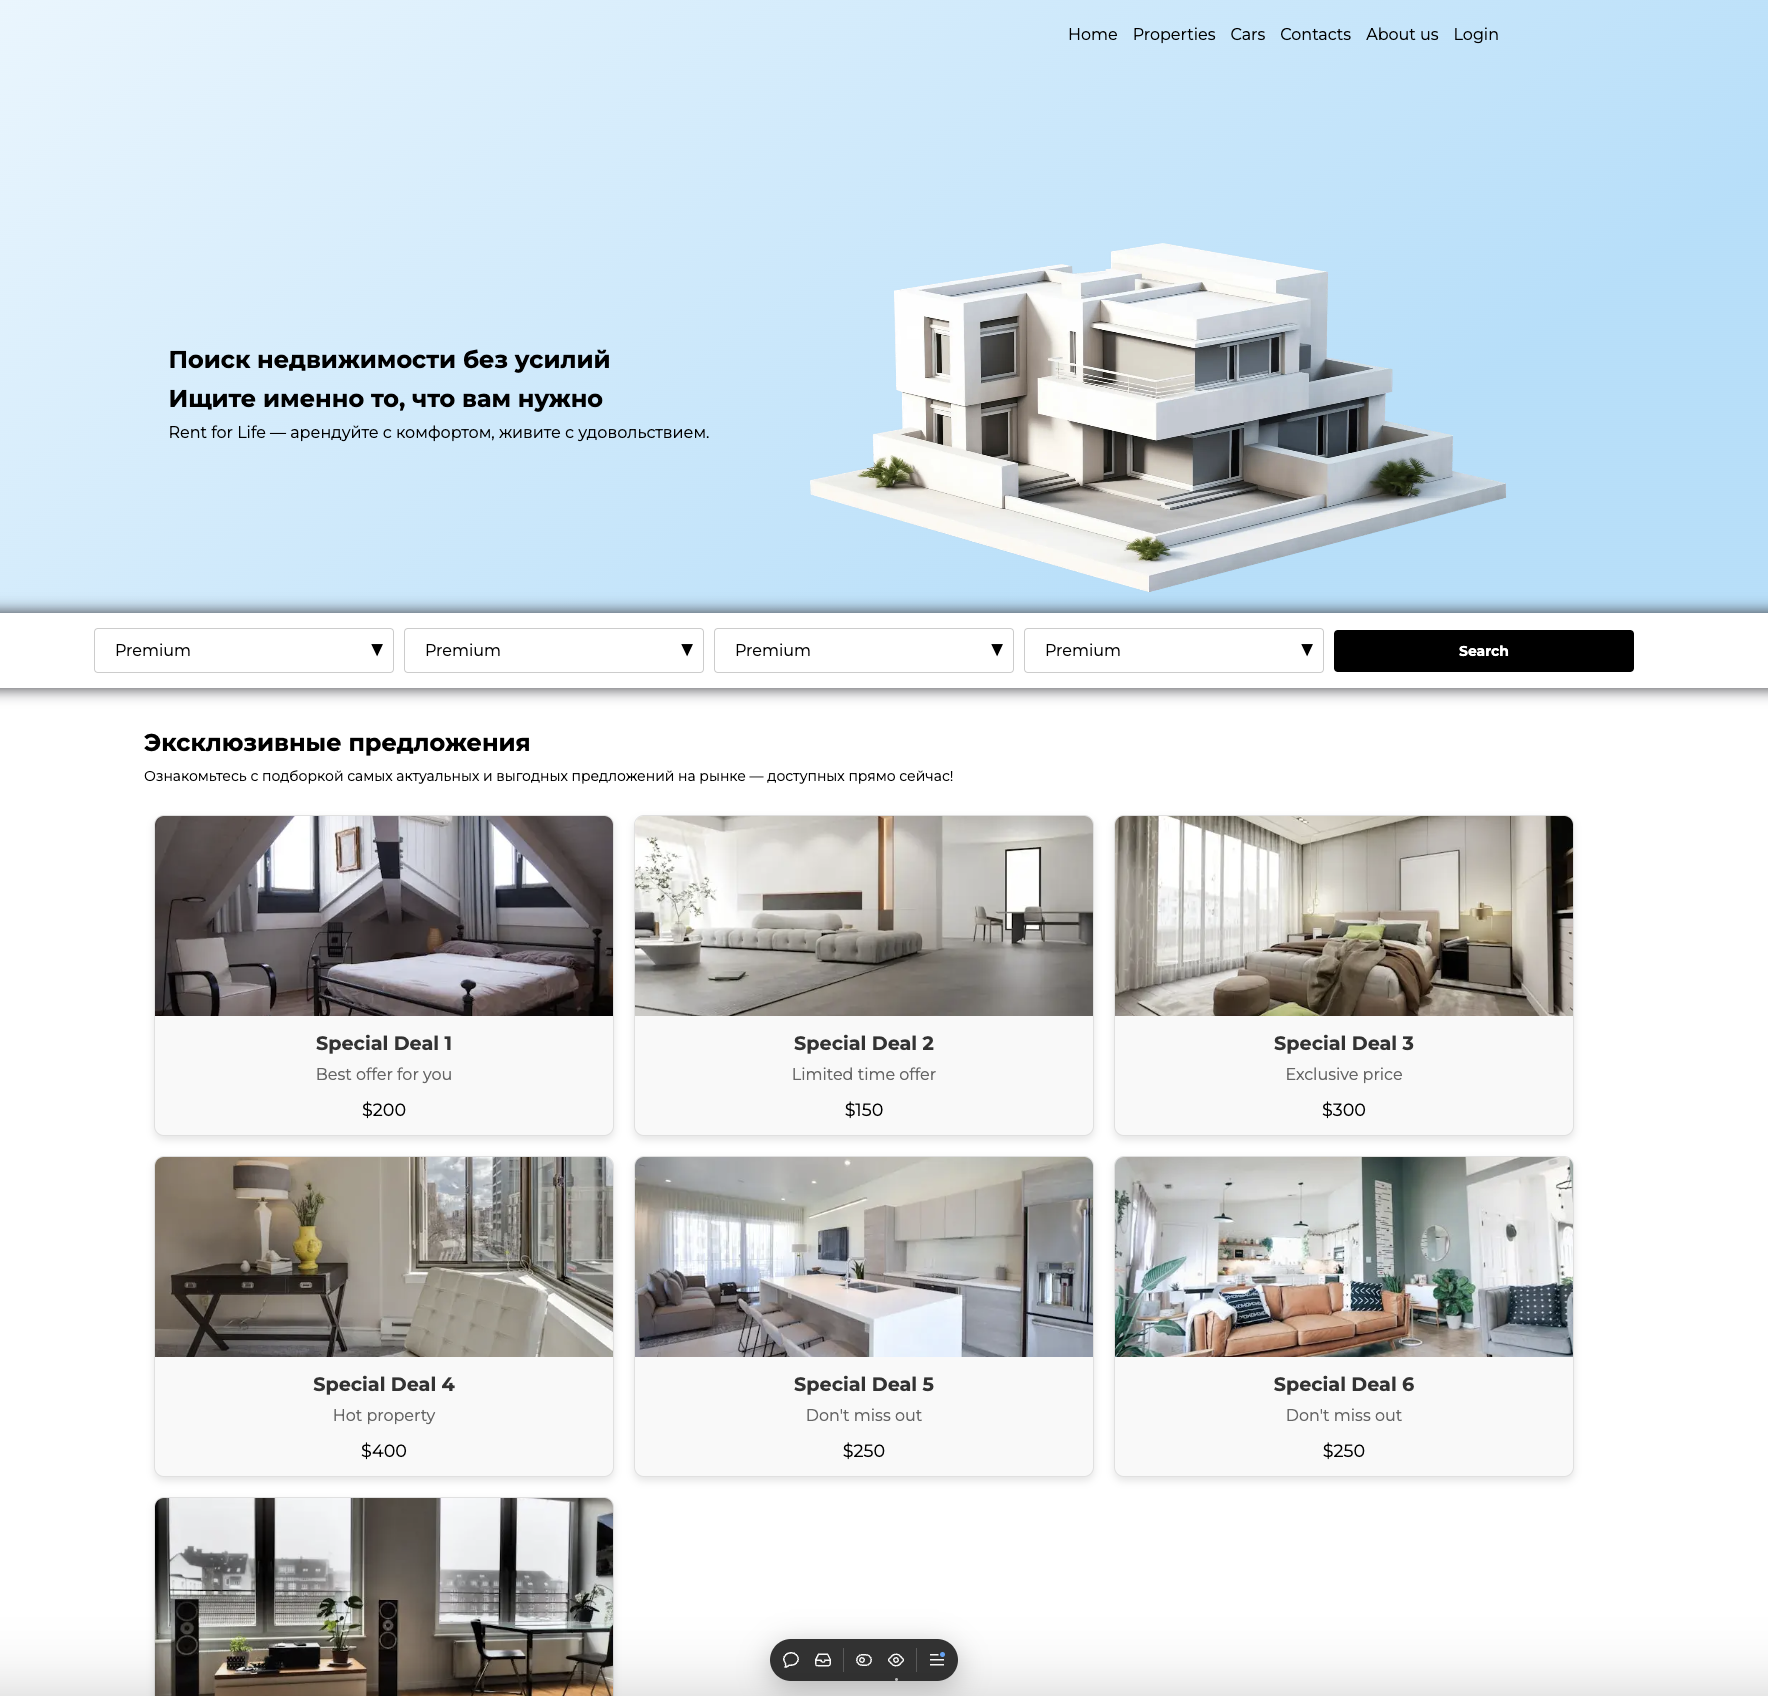 Home Properties Cars Contacts About us Login
Поиск недвижимости без усилий
Ищите именно то, что вам нужно
Rent for Life — арендуйте с комфортом, живите с удовольствием.
Premium Premium Premium Premium Search
Эксклюзивные предложения
Ознакомьтесь с подборкой самых актуальных и выгодных предложений на рынке — доступных прямо сейчас!
Special Deal 1
Best offer for you
$200
Special Deal 2
Limited time offer
$150
Special Deal 3
Exclusive price
$300
Special Deal 4
Hot property
$400
Special Deal 5
Don't miss out
$250
Special Deal 6
Don't miss out
$250